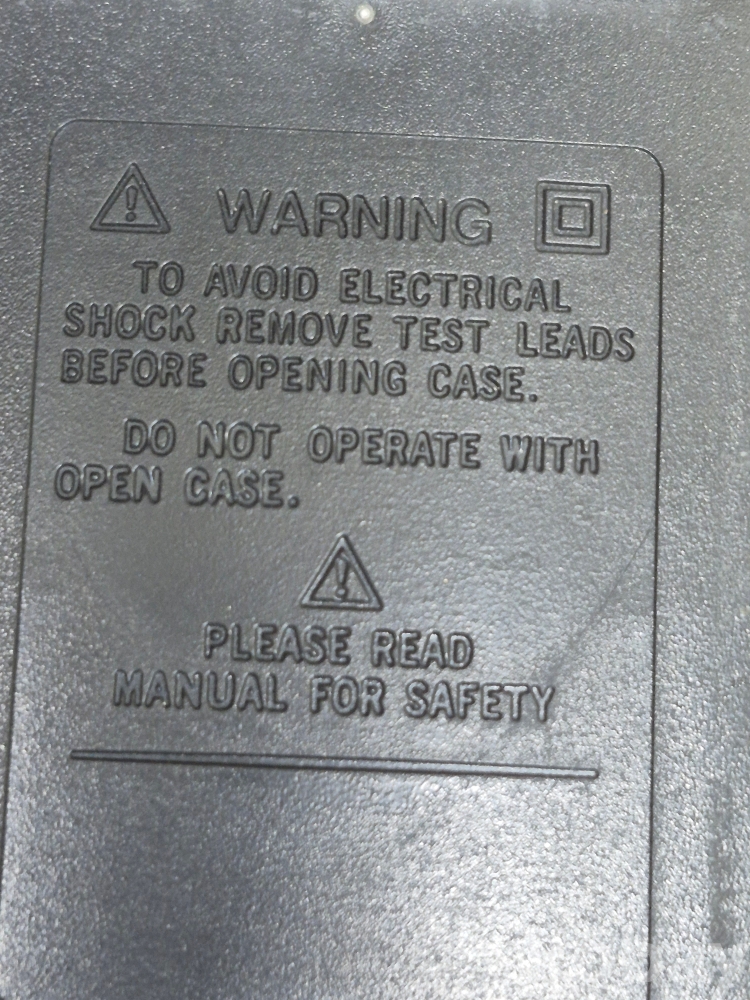 WARNING
TO AVOID ELECTRICAL
SHOCK REMOVE TEST LEADS
BEFORE OPENING CASE.
DO NOT OPERATE WITH
OPEN CASE.
PLEASE READ
MANUAL FOR SAFETY